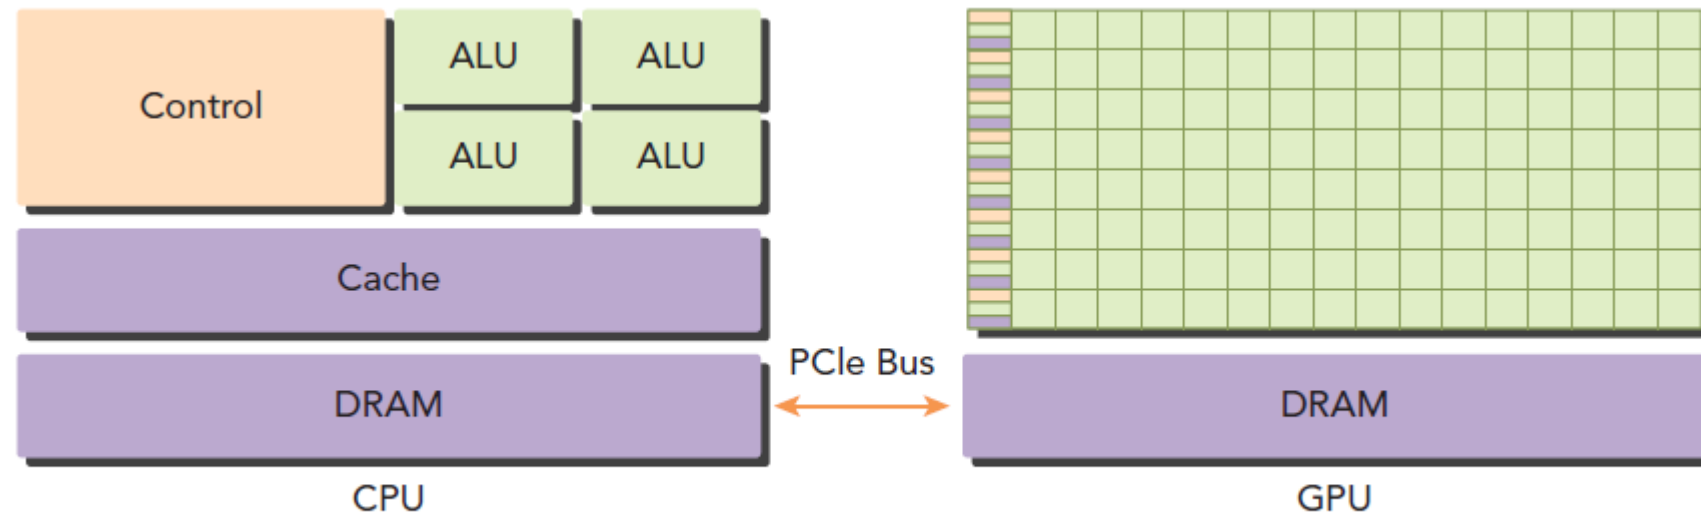 Control
ALU ALU
ALU ALU
Cache
DRAM
PCle Bus
DRAM
CPU
GPU